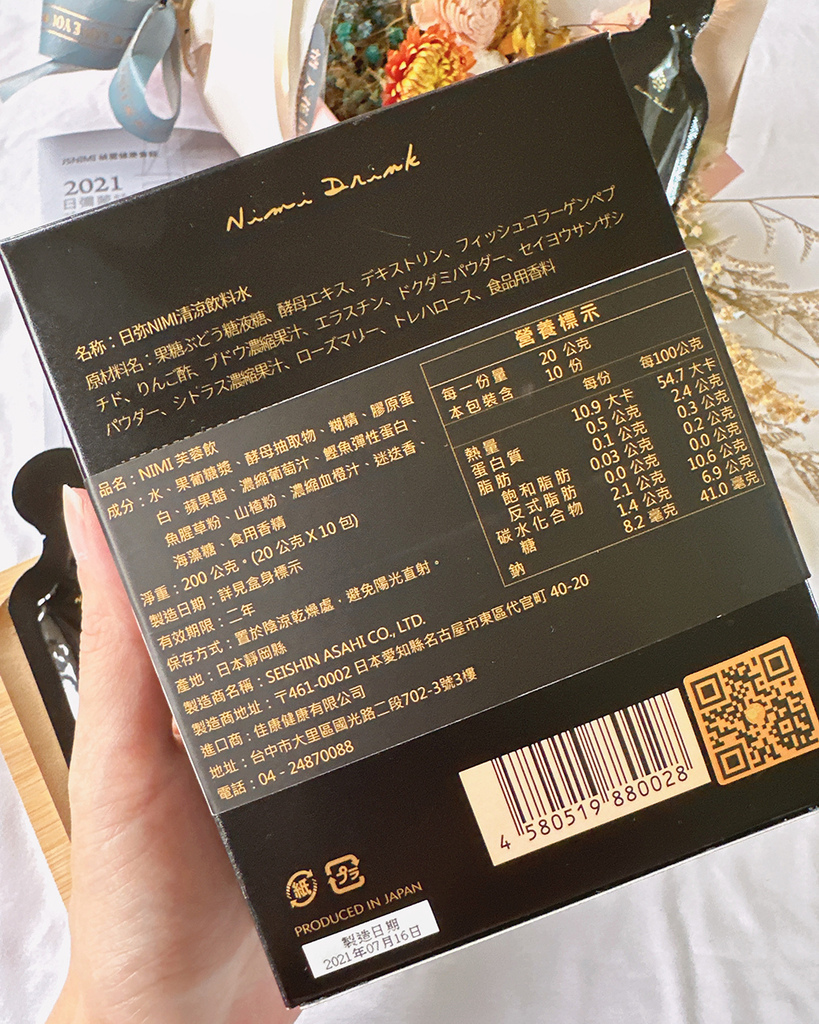 2021
Nimi Drink
名称：日弥NIMI清涼飲料水
原材料名：果糖ぶどう糖液糖、酵母エキス、デキストリン、フィッシュコラーゲンペプ
チド、りんご酢、ブドウ濃縮果汁、エラスチン、ドクダミパウダー、セイヨウサンザシ
パウダー、シトラス濃縮果汁、ローズマリー、トレハロース、食品用香料
品名：NIMI 芙蓉飲
成分：水、果葡糖漿、酵母抽取物、糊精、膠原蛋
白、蘋果醋、濃縮葡萄汁、鰹魚彈性蛋白、
魚腥草粉、山楂粉、濃縮血橙汁、迷迭香、
海藻糖、食用香精
淨重：200 公克。(20 公克 X 10 包)
製造日期：詳見盒身標示
有效期限：二年
保存方式：置於陰涼乾燥處，避免陽光直射。
產地：日本靜岡縣
製造商名稱：SEISHIN ASAHI CO., LTD.
製造商地址：〒461-0002 日本愛知縣名古屋市東區代官町 40-20
進口商：佳康健康有限公司
地址：台中市大里區國光路二段702-3號3樓
電話：04 - 24870088
營養標示
每一份量 20 公克
本包裝含 10 份
每份 每100公克
熱量 10.9 大卡 54.7 大卡
蛋白質 0.5 公克 2.4 公克
脂肪 0.1 公克 0.3 公克
飽和脂肪 0.03 公克 0.2 公克
反式脂肪 0.0 公克 0.0 公克
碳水化合物 2.1 公克 10.6 公克
糖 1.4 公克 6.9 公克
鈉 8.2 毫克 41.0 毫克
4 580519 880028
紙 プラ
PRODUCED IN JAPAN
製造日期
2021年07月16日